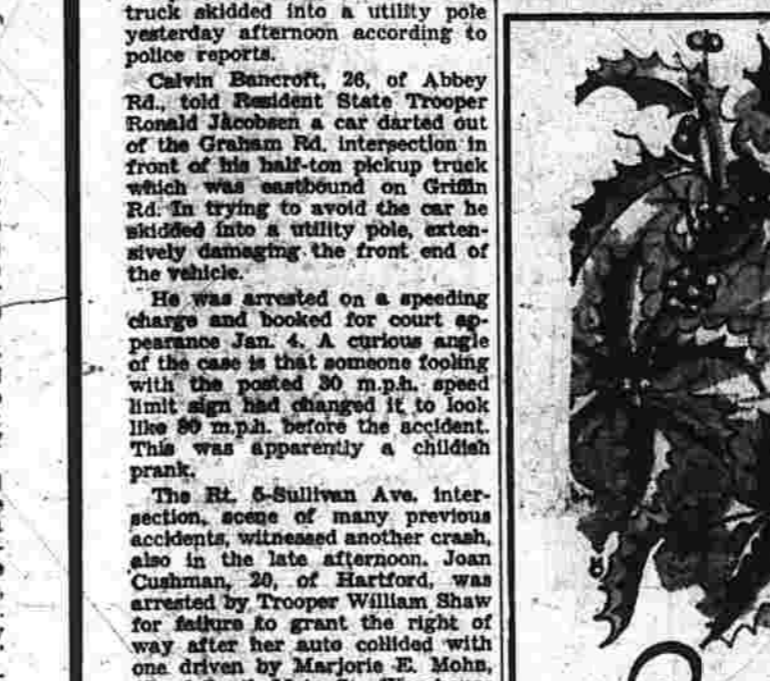 truck skidded into a utility pole
yesterday afternoon according to
police reports.
Calvin Bancroft, 26, of Abbey
Rd., told Resident State Trooper
Ronald Jacobsen a car darted out
of the Graham Rd. intersection in
front of his half-ton pickup truck
which was eastbound on Griffin
Rd. In trying to avoid the car he
skidded into a utility pole, exten-
sively damaging the front end of
the vehicle.
He was arrested on a speeding
charge and booked for court ap-
pearance Jan. 4. A curious angle
of the case is that someone fooling
with the posted 30 m.p.h. speed
limit sign had changed it to look
like 80 m.p.h. before the accident.
This was apparently a childish
prank.
The Rt. 5-Sullivan Ave. inter-
section, scene of many previous
accidents, witnessed another crash,
also in the late afternoon. Joan
Cushman, 20, of Hartford, was
arrested by Trooper William Shaw
for failure to grant the right of
way after her auto collided with
one driven by Marjorie E. Mohn,